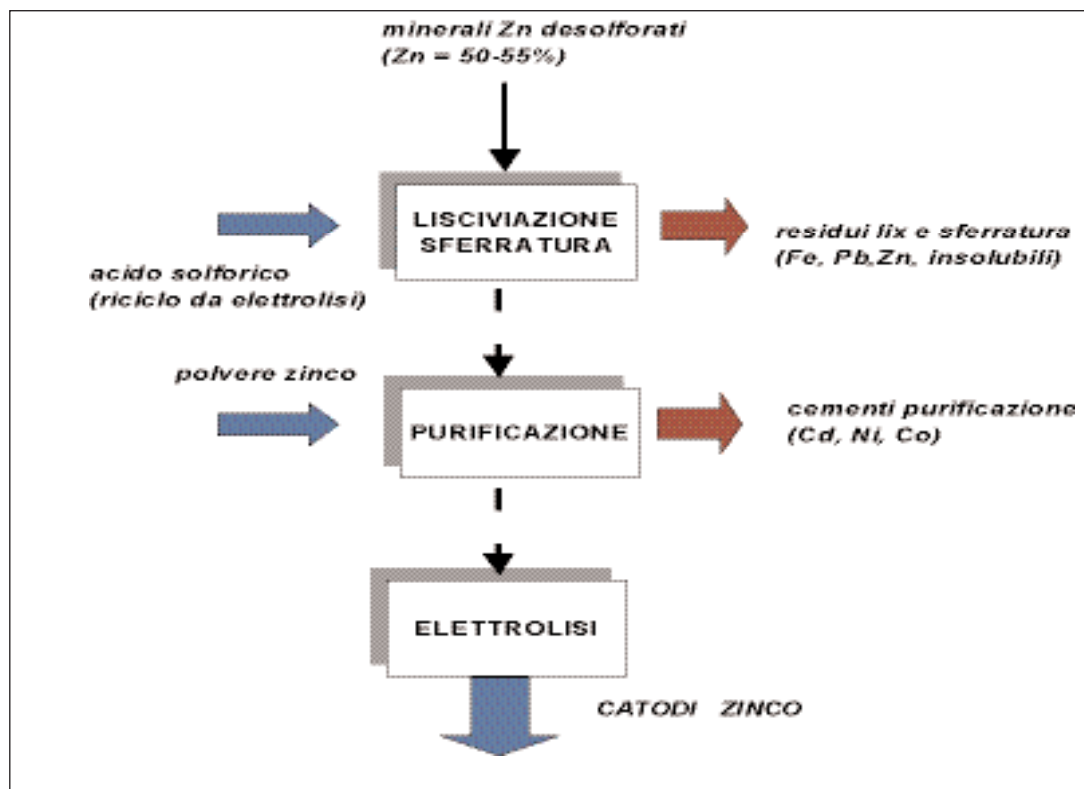 minerali Zn desolforati
(Zn = 50-55%)
LISCIVIAZIONE
SFERRATURA
residui lix e sferratura
(Fe, Pb,Zn, insolubili)
acido solforico
(riciclo da elettrolisi)
polvere zinco
PURIFICAZIONE
cementi purificazione
(Cd, Ni, Co)
ELETTROLISI
CATODI ZINCO